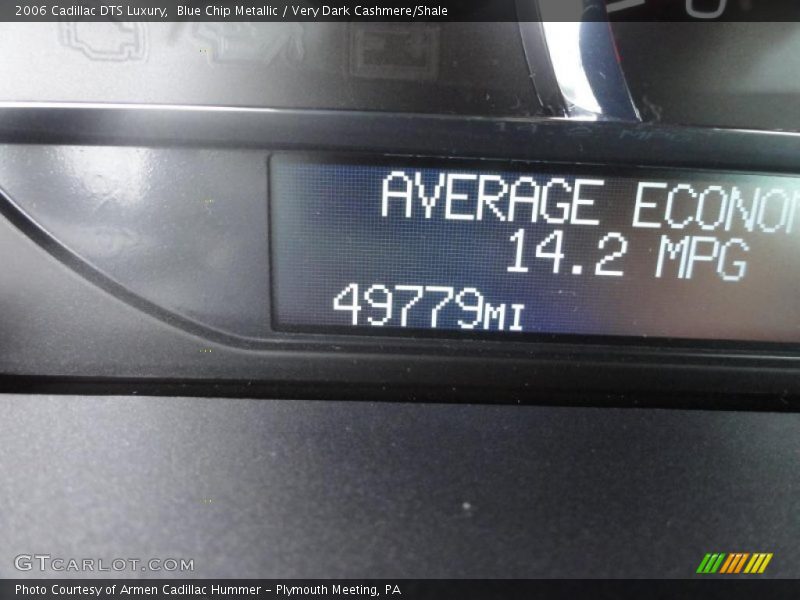 2006 Cadillac DTS Luxury,  Blue Chip Metallic / Very Dark Cashmere/Shale
AVERAGE ECONOM
14.2 MPG
49779MI
GTCARLOT.COM
Photo Courtesy of Armen Cadillac Hummer – Plymouth Meeting, PA